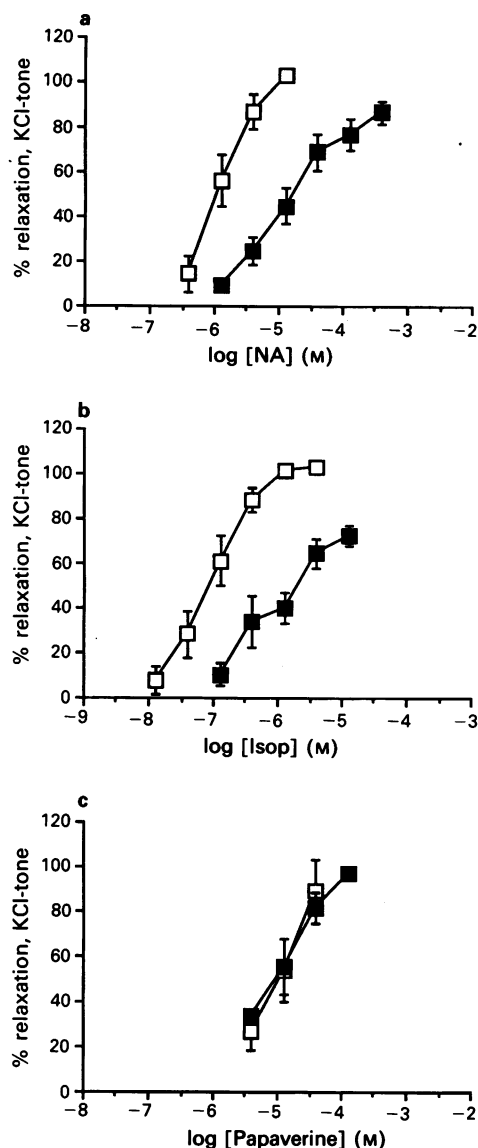 a
120
100
80
60
40
20
0
% relaxation, KCl-tone
−8 −7 −6 −5 −4 −3 −2
log [NA] (M)
b
120
100
80
60
40
20
0
% relaxation, KCl-tone
−9 −8 −7 −6 −5 −4 −3
log [Isop] (M)
c
120
100
80
60
40
20
0
% relaxation, KCl-tone
−8 −7 −6 −5 −4 −3 −2
log [Papaverine] (M)